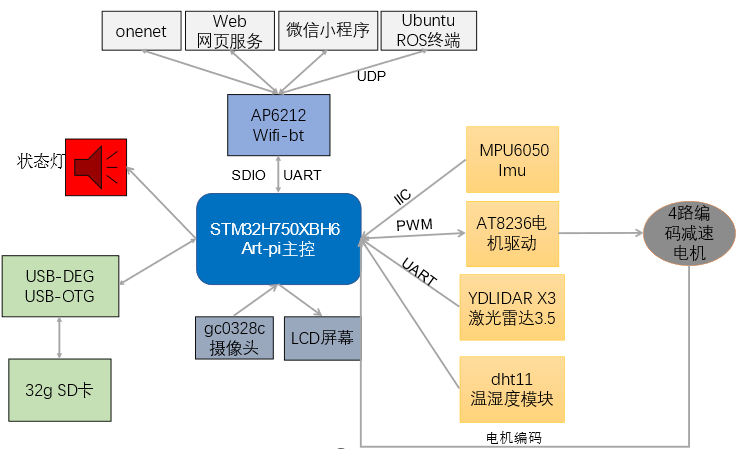 onenet
Web
网页服务
微信小程序
Ubuntu
ROS终端
UDP
AP6212
Wifi-bt
状态灯
SDIO
UART
STM32H750XBH6
Art-pi主控
IIC
PWM
UART
MPU6050
Imu
AT8236电
机驱动
4路编
码减速
电机
USB-DEG
USB-OTG
YDLIDAR X3
激光雷达3.5
gc0328c
摄像头
LCD屏幕
32g SD卡
dht11
温湿度模块
电机编码